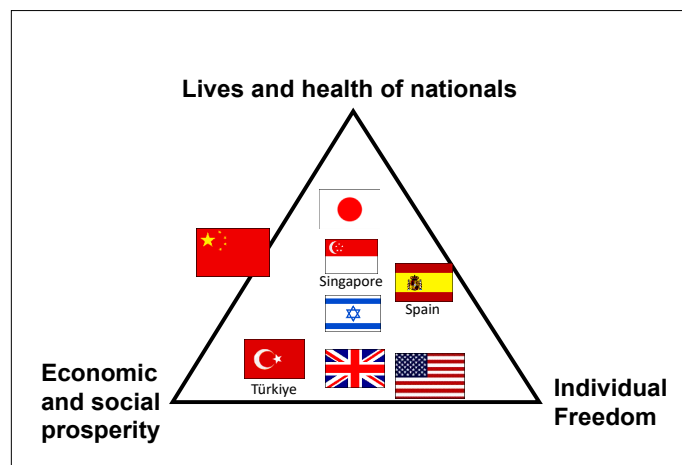 Lives and health of nationals
Singapore
Spain
Türkiye
Economic
and social
prosperity
Individual
Freedom